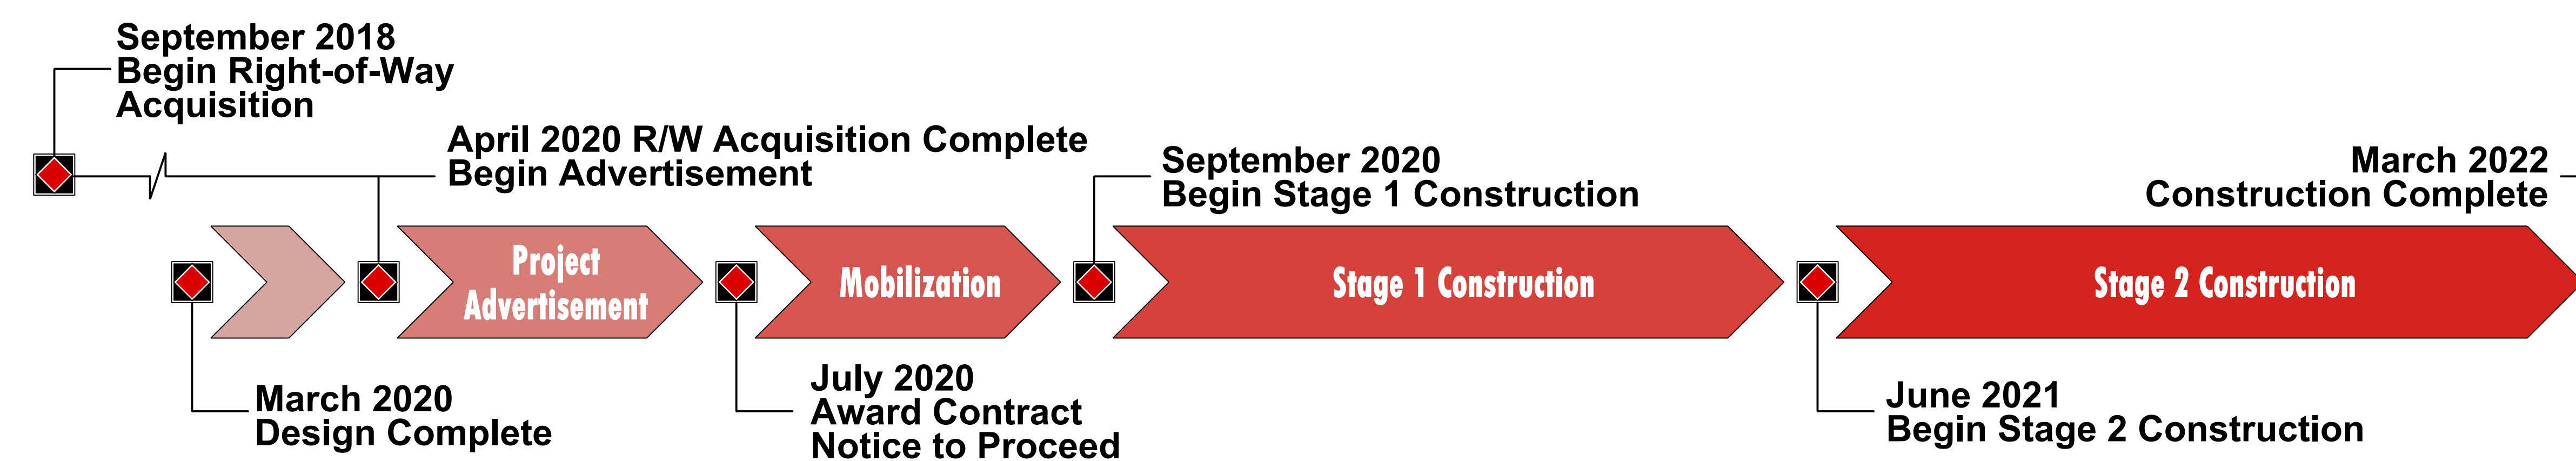 September 2018
Begin Right-of-Way
Acquisition
April 2020 R/W Acquisition Complete
Begin Advertisement
September 2020
Begin Stage 1 Construction
March 2022
Construction Complete
Project
Advertisement
Mobilization
Stage 1 Construction
Stage 2 Construction
March 2020
Design Complete
July 2020
Award Contract
Notice to Proceed
June 2021
Begin Stage 2 Construction